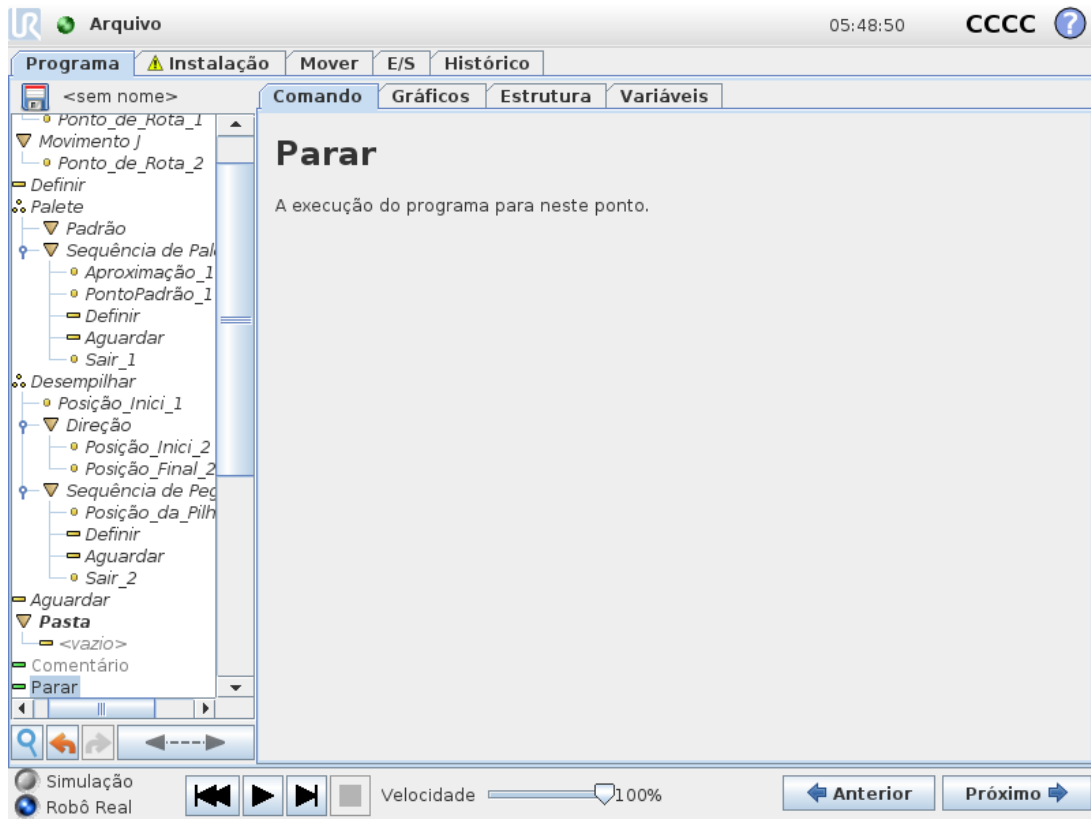 UR Arquivo 05:48:50 CCCC ?
Programa Instalação Mover E/S Histórico
<sem nome> Comando Gráficos Estrutura Variáveis
Ponto_de_Rota_1
Movimento J
Ponto_de_Rota_2
Definir
Palete
Padrão
Sequência de Pal
Aproximação_1
PontoPadrão_1
Definir
Aguardar
Sair_1
Desempilhar
Posição_Inici_1
Direção
Posição_Inici_2
Posição_Final_2
Sequência de Peg
Posição_da_Pilh
Definir
Aguardar
Sair_2
Aguardar
Pasta
<vazio>
Comentário
Parar
Parar
A execução do programa para neste ponto.
Simulação
Robô Real
Velocidade 100%
Anterior Próximo